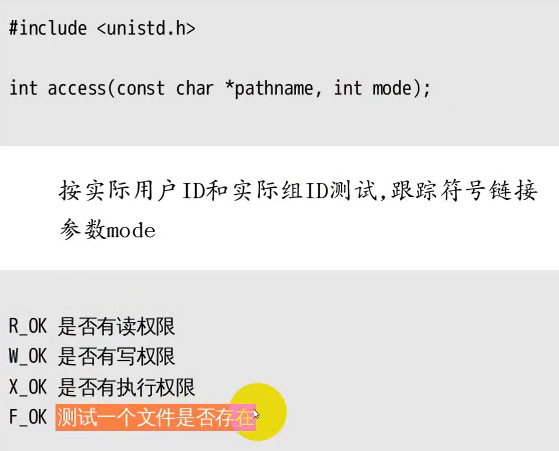 #include <unistd.h>
int access(const char *pathname, int mode);
按实际用户ID和实际组ID测试,跟踪符号链接
参数mode
R_OK 是否有读权限
W_OK 是否有写权限
X_OK 是否有执行权限
F_OK 测试一个文件是否存在